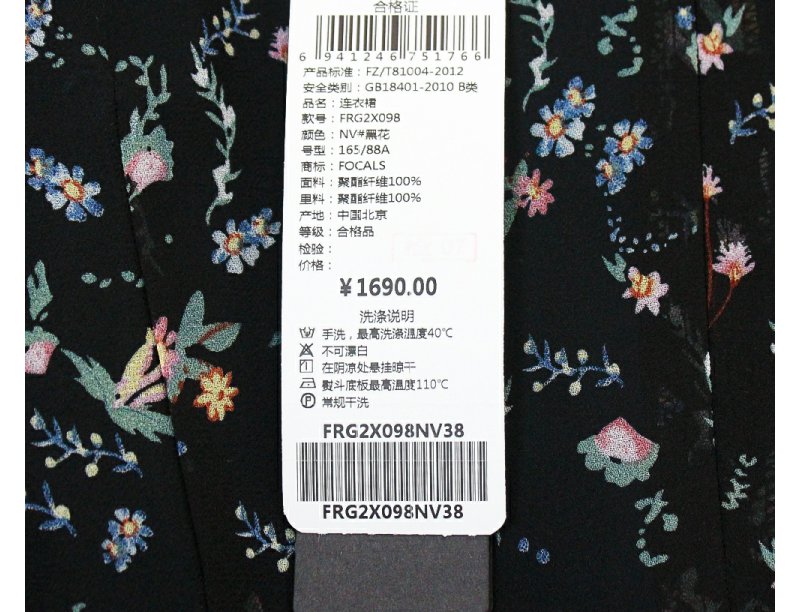 合格证
6 941246 751766
产品标准：FZ/T81004-2012
安全类别：GB18401-2010 B类
品名：连衣裙
款号：FRG2X098
颜色：NV#黑花
号型：165/88A
商标：FOCALS
面料：聚酯纤维100%
里料：聚酯纤维100%
产地：中国北京
等级：合格品
检验：
价格：
￥1690.00
洗涤说明
手洗，最高洗涤温度40℃
不可漂白
在阴凉处悬挂晾干
熨斗底板最高温度110℃
常规干洗
FRG2X098NV38
FRG2X098NV38